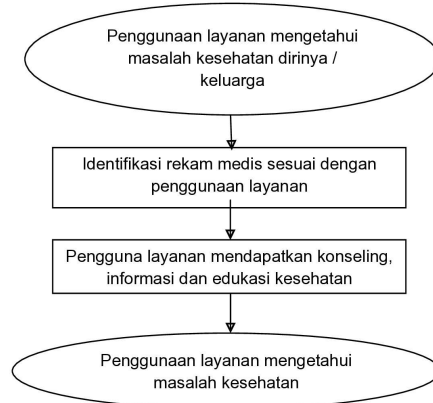 Penggunaan layanan mengetahui
masalah kesehatan dirinya /
keluarga
Identifikasi rekam medis sesuai dengan
penggunaan layanan
Pengguna layanan mendapatkan konseling,
informasi dan edukasi kesehatan
Penggunaan layanan mengetahui
masalah kesehatan